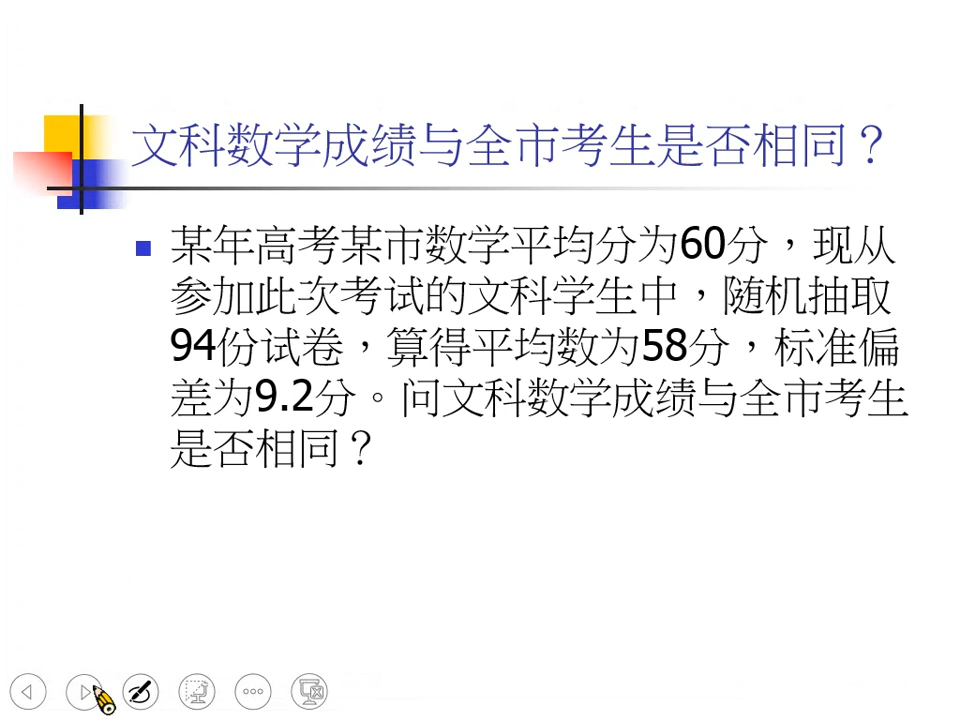 文科数学成绩与全市考生是否相同？
某年高考某市数学平均分为60分，现从
参加此次考试的文科学生中，随机抽取
94份试卷，算得平均数为58分，标准偏
差为9.2分。问文科数学成绩与全市考生
是否相同？